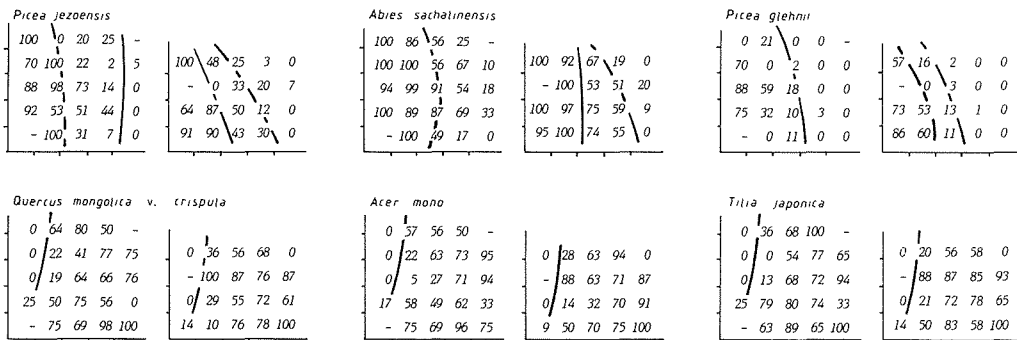 Picea jezoensis
100 0 20 25 -
70 100 22 2 5
88 98 73 14 0
92 53 51 44 0
- 100 31 7 0
100 48 25 3 0
- 0 33 20 7
64 87 50 12 0
91 90 43 30 0
Abies sachalinensis
100 86 56 25 -
100 100 56 67 10
94 99 91 54 18
100 89 87 69 33
- 100 49 17 0
100 92 67 19 0
- 100 53 51 20
100 97 75 59 9
95 100 74 55 0
Picea glehnii
0 21 0 0 -
70 0 2 0 0
88 59 18 0 0
75 32 10 3 0
- 0 11 0 0
57 16 2 0 0
- 0 3 0 0
73 53 13 1 0
86 60 11 0 0
Quercus mongolica v. crispula
0 64 80 50 -
0 22 41 77 75
0 19 64 66 76
25 50 75 56 0
- 75 69 98 100
0 36 56 68 0
- 100 87 76 87
0 29 55 72 61
14 10 76 78 100
Acer mono
0 57 56 50 -
0 22 63 73 95
0 5 27 71 94
17 58 49 62 33
- 75 69 96 75
0 28 63 94 0
- 88 63 71 87
0 14 32 70 91
9 50 70 75 100
Tilia japonica
0 36 68 100 -
0 0 54 77 65
0 13 68 72 94
25 79 80 74 33
- 63 89 65 100
0 20 56 58 0
- 88 87 85 93
0 21 72 78 65
14 50 83 58 100